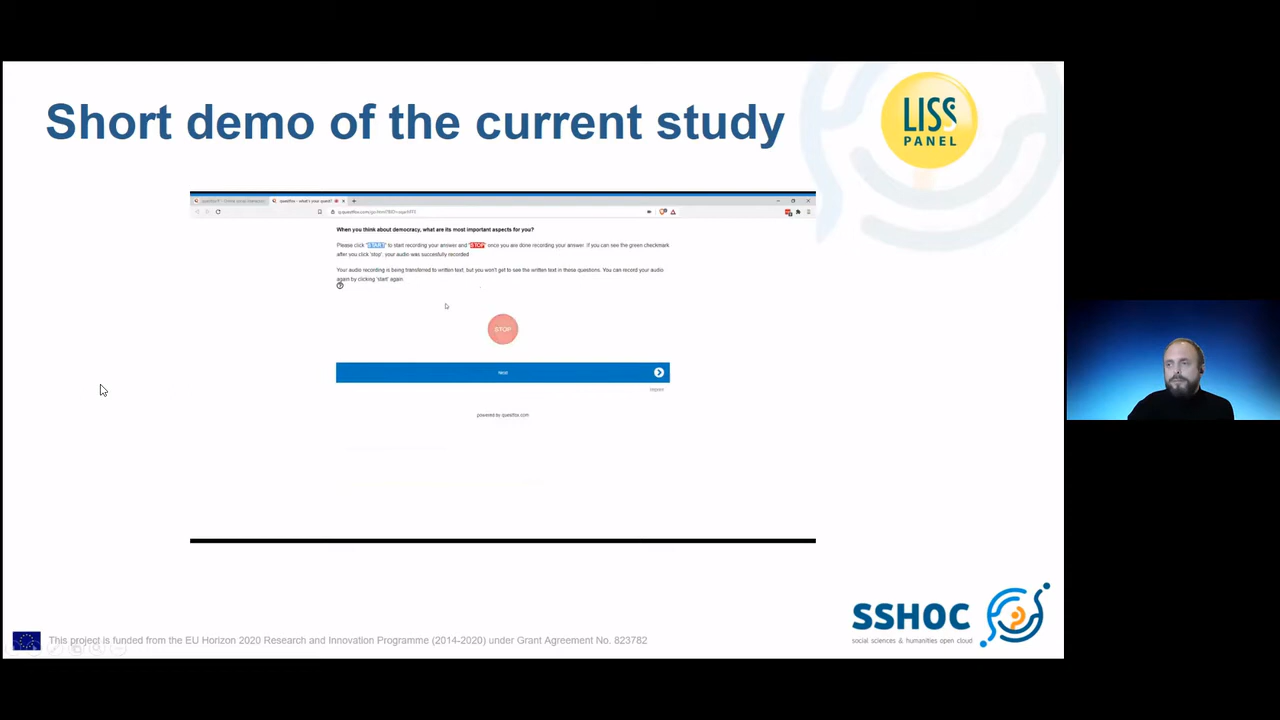 Short demo of the current study
LISS
PANEL
When you think about democracy, what are its most important aspects for you?
Please click 'START' to start recording your answer and 'STOP' once you are done recording your answer. If you can see the green checkmark
after you click 'stop', your audio was succesfully recorded
Your audio recording is being transferred to written text, but you won't get to see the written text in these questions. You can record your audio
again by clicking 'start' again.
STOP
Next
powered by questfox.com
SSHOC
social sciences & humanities open cloud
This project is funded from the EU Horizon 2020 Research and Innovation Programme (2014-2020) under Grant Agreement No. 823782